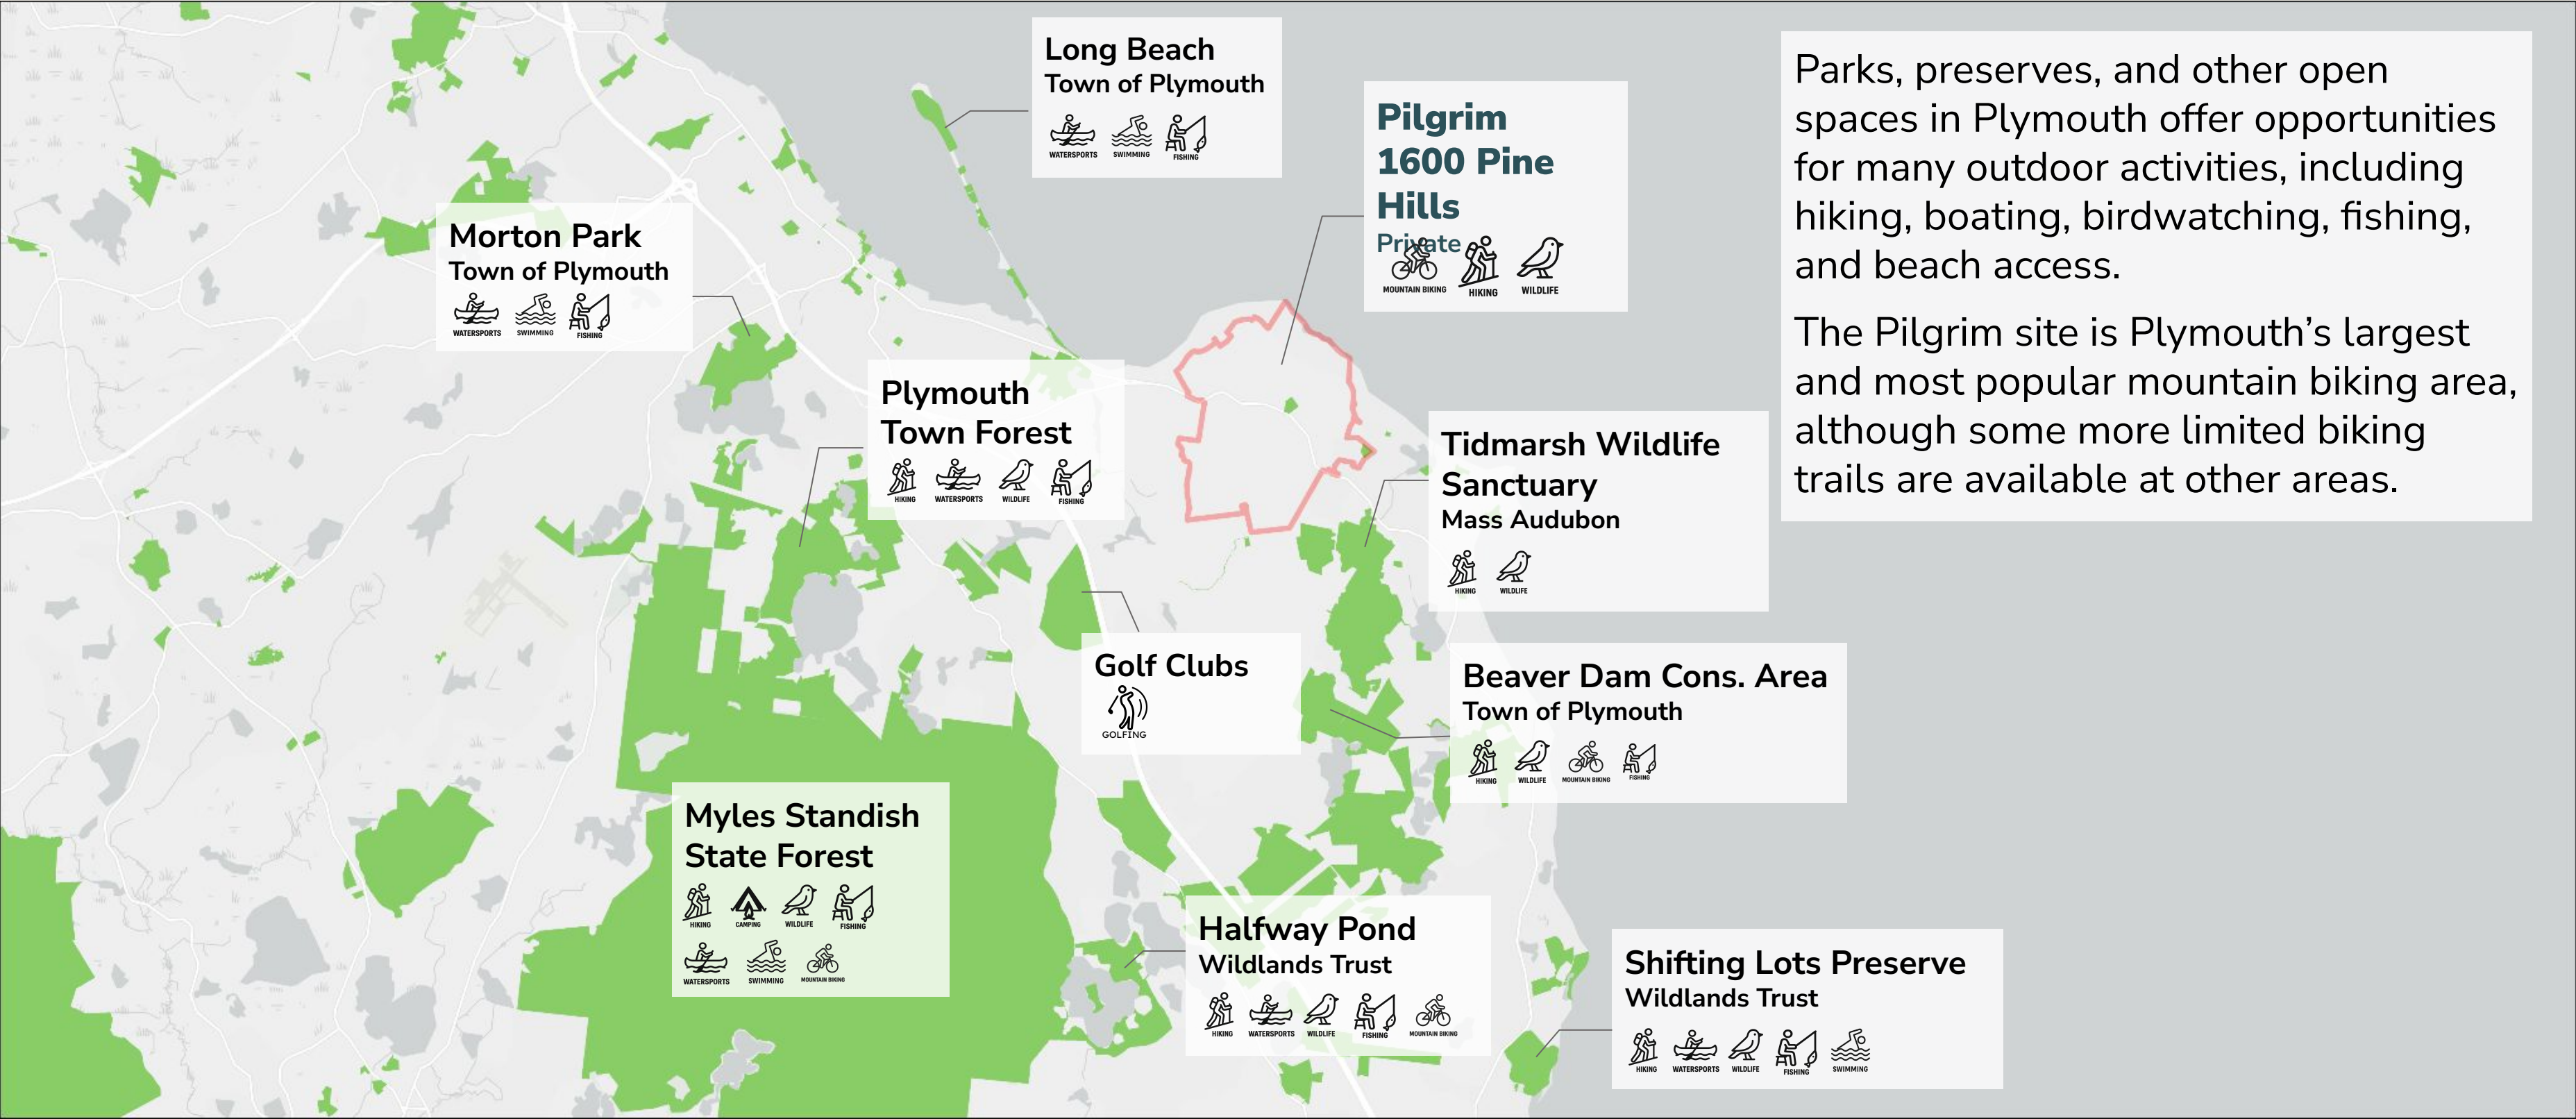 Long Beach
Town of Plymouth
WATERSPORTS SWIMMING FISHING
Pilgrim
1600 Pine
Hills
Private
MOUNTAIN BIKING HIKING WILDLIFE
Parks, preserves, and other open
spaces in Plymouth offer opportunities
for many outdoor activities, including
hiking, boating, birdwatching, fishing,
and beach access.
The Pilgrim site is Plymouth’s largest
and most popular mountain biking area,
although some more limited biking
trails are available at other areas.
Morton Park
Town of Plymouth
WATERSPORTS SWIMMING FISHING
Plymouth
Town Forest
HIKING WATERSPORTS WILDLIFE FISHING
Tidmarsh Wildlife
Sanctuary
Mass Audubon
HIKING WILDLIFE
Golf Clubs
GOLFING
Beaver Dam Cons. Area
Town of Plymouth
HIKING WILDLIFE MOUNTAIN BIKING FISHING
Myles Standish
State Forest
HIKING CAMPING WILDLIFE FISHING
WATERSPORTS SWIMMING MOUNTAIN BIKING
Halfway Pond
Wildlands Trust
HIKING WATERSPORTS WILDLIFE FISHING MOUNTAIN BIKING
Shifting Lots Preserve
Wildlands Trust
HIKING WATERSPORTS WILDLIFE FISHING SWIMMING